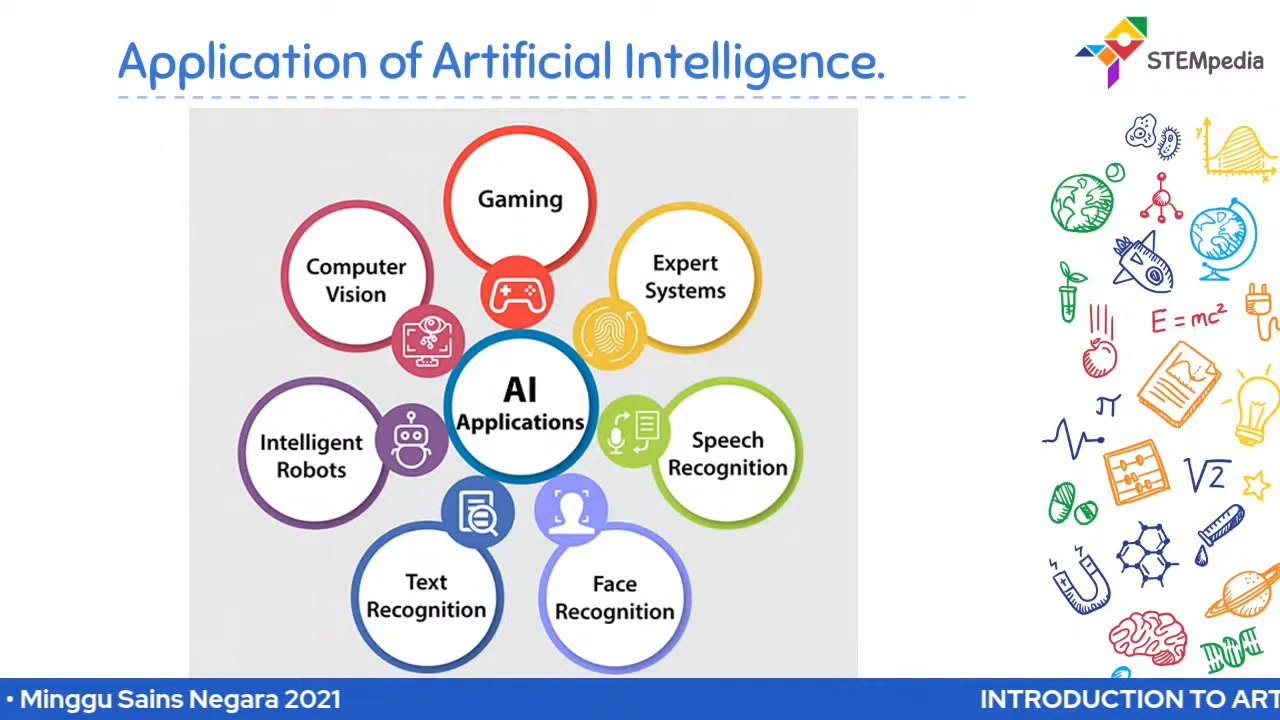 Application of Artificial Intelligence.
STEMpedia
Gaming
Computer
Vision
Expert
Systems
AI
Applications
Intelligent
Robots
Speech
Recognition
Text
Recognition
Face
Recognition
y
x
E = mc²
π
√2
• Minggu Sains Negara 2021
INTRODUCTION TO ART